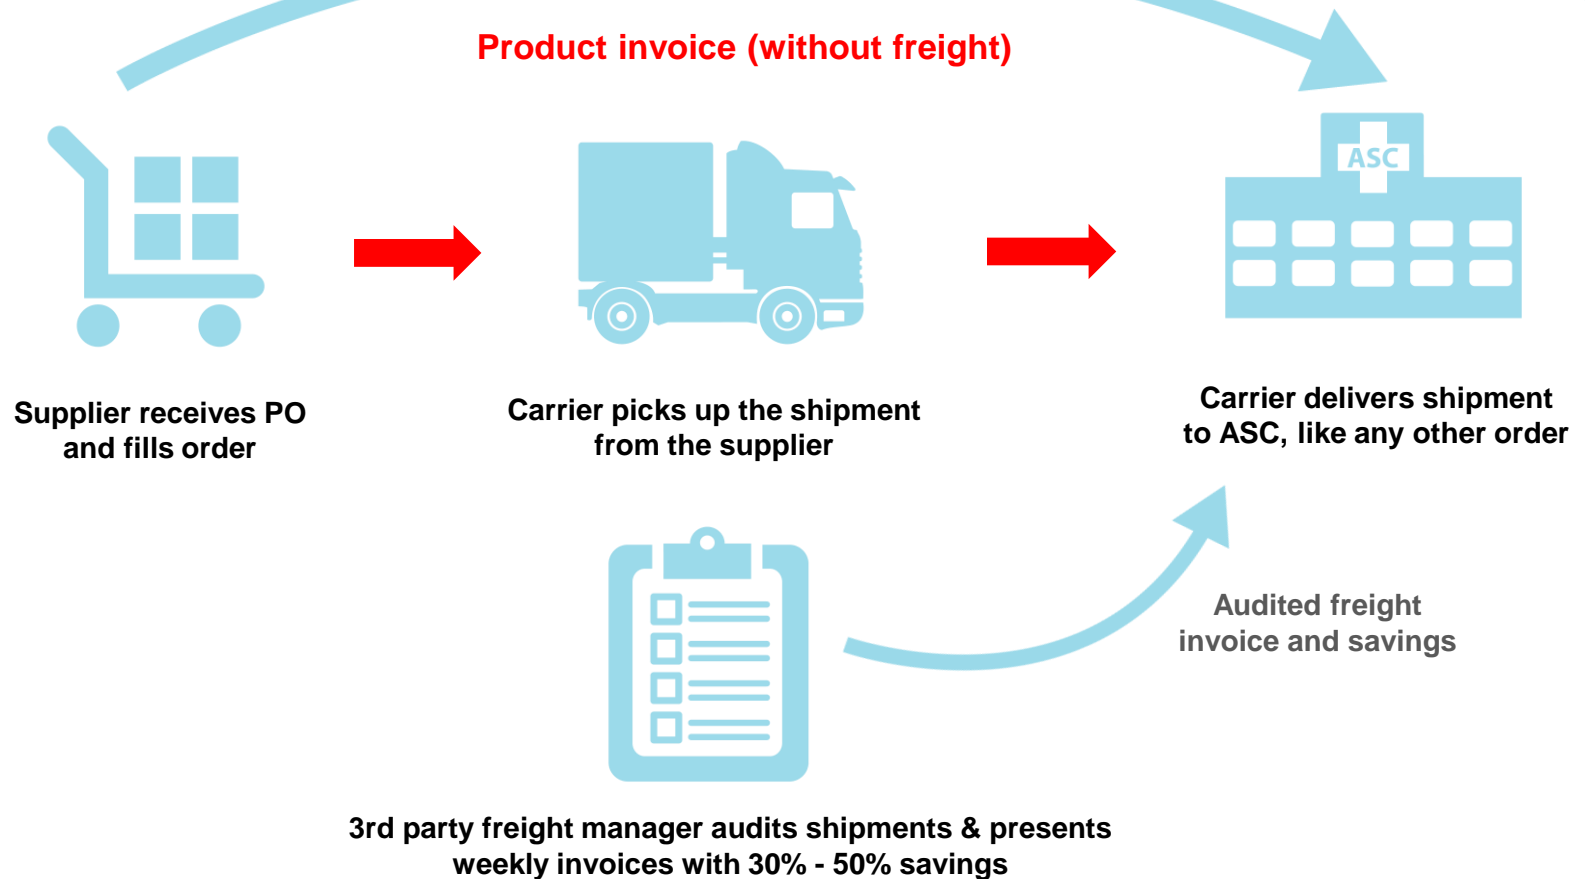 Product invoice (without freight)
ASC
Supplier receives PO
and fills order
Carrier picks up the shipment
from the supplier
Carrier delivers shipment
to ASC, like any other order
Audited freight
invoice and savings
3rd party freight manager audits shipments & presents
weekly invoices with 30% - 50% savings